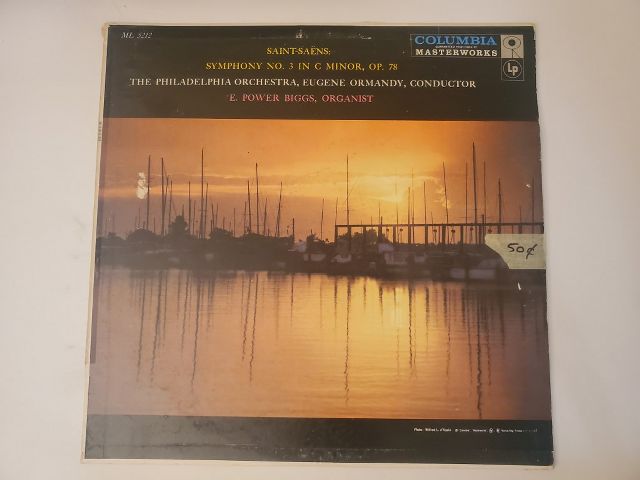 ML 5212
COLUMBIA
MASTERWORKS
Lp
SAINT-SAËNS:
SYMPHONY NO. 3 IN C MINOR, OP. 78
THE PHILADELPHIA ORCHESTRA, EUGENE ORMANDY, CONDUCTOR
E. POWER BIGGS, ORGANIST
50¢
Photo: